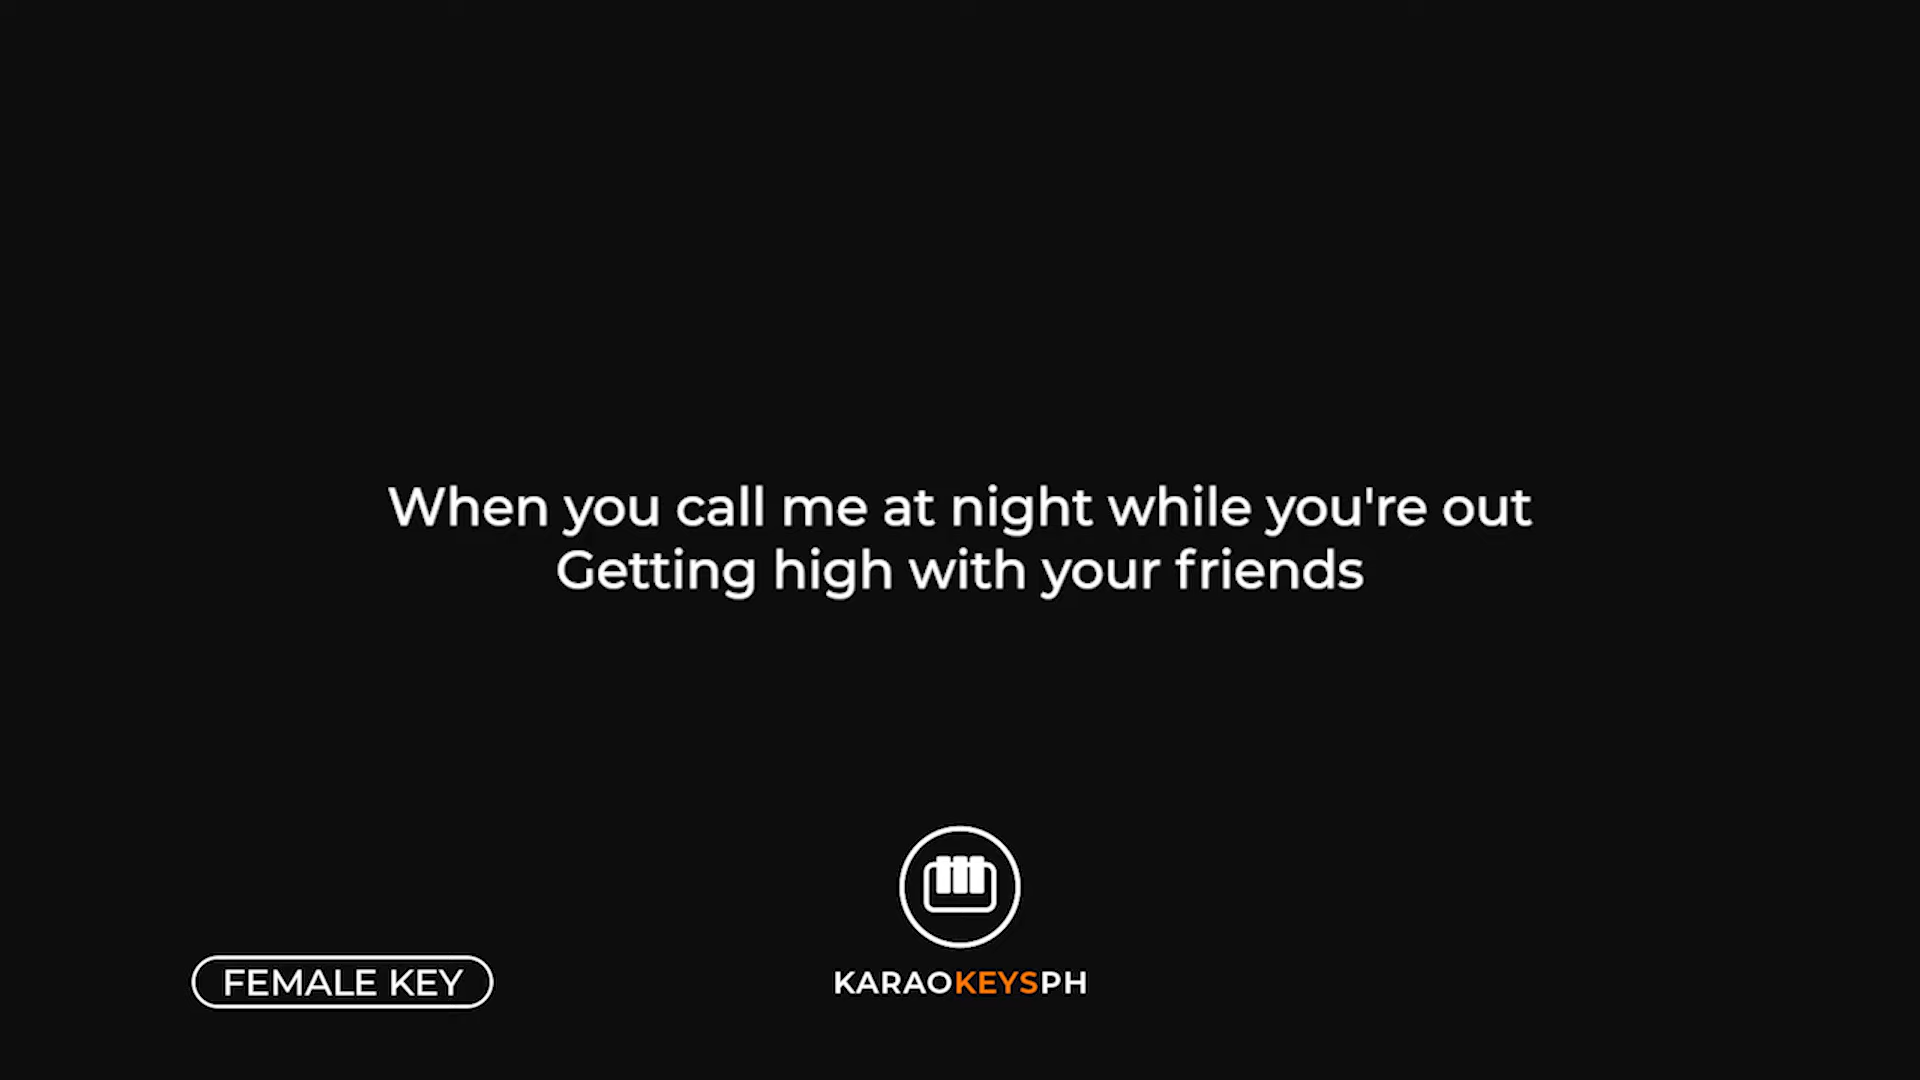 When you call me at night while you're out
Getting high with your friends
FEMALE KEY
KARAOKEYSPH